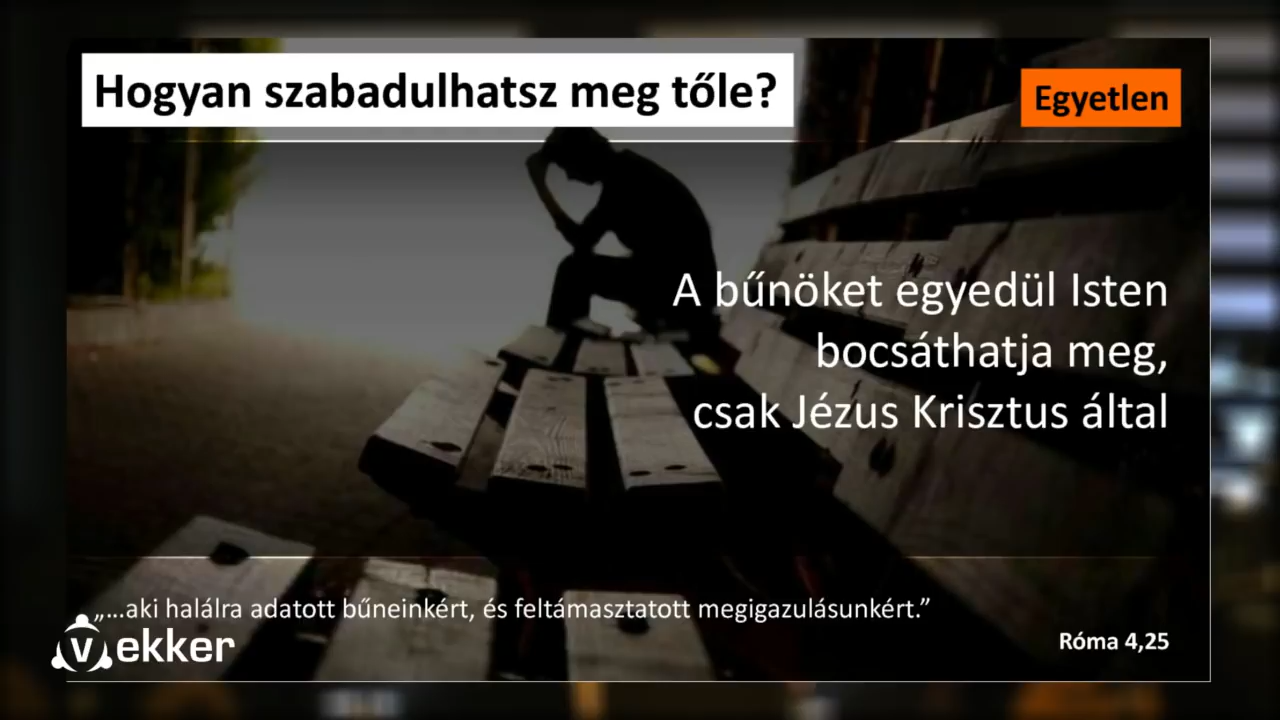 Hogyan szabadulhatsz meg tőle?
Egyetlen
A bűnöket egyedül Isten
bocsáthatja meg,
csak Jézus Krisztus által
„...aki halálra adatott bűneinkért, és feltámasztatott megigazulásunkért.”
Róma 4,25
vekker